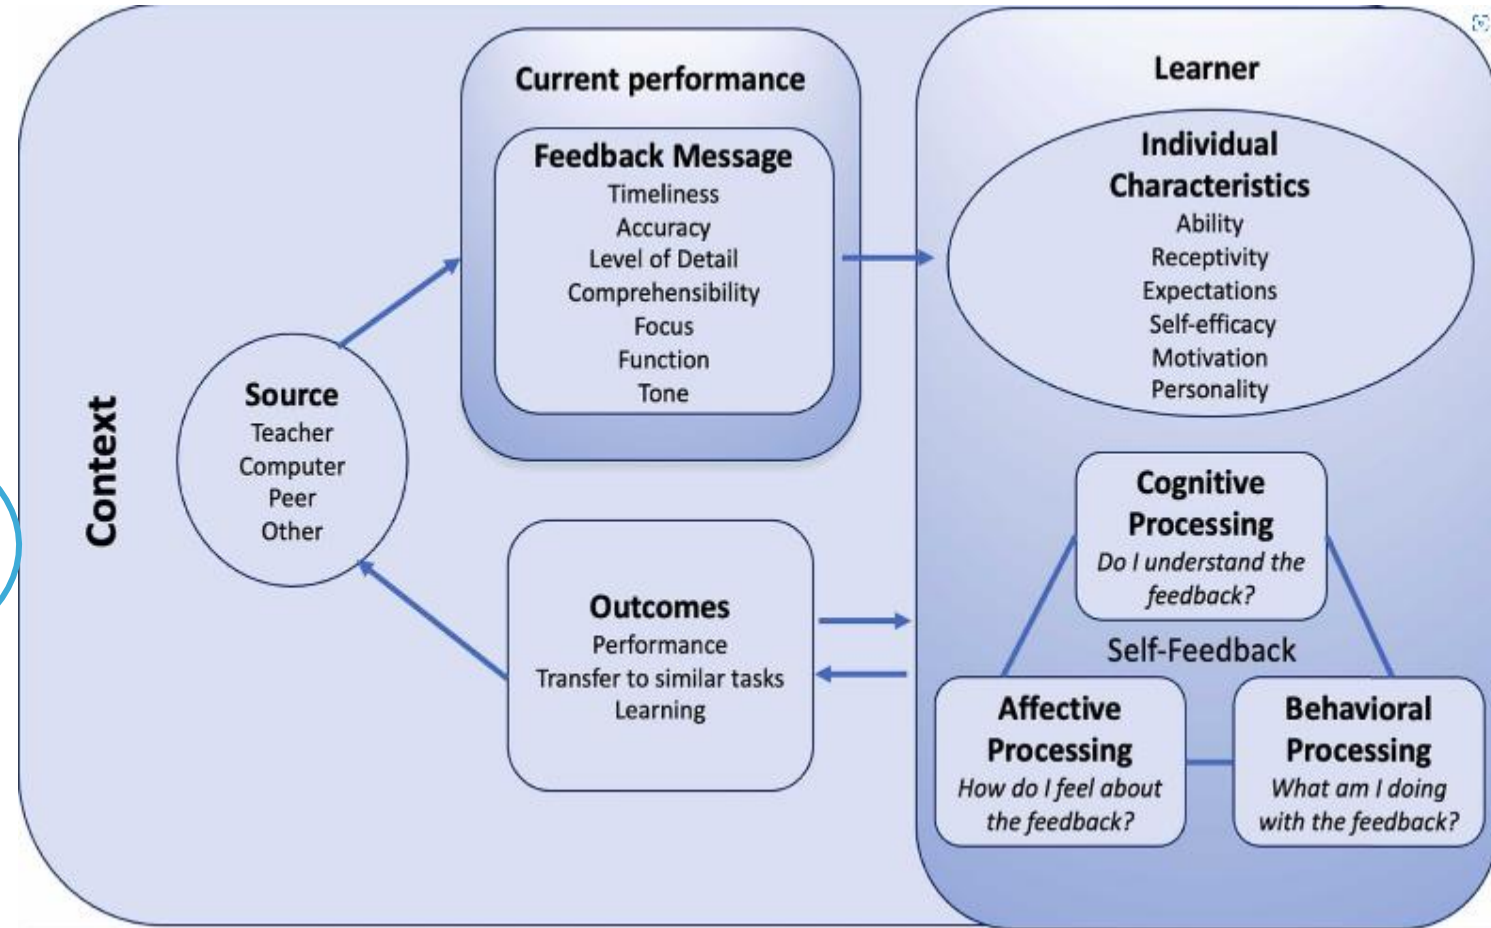 Context
Source
Teacher
Computer
Peer
Other
Current performance
Feedback Message
Timeliness
Accuracy
Level of Detail
Comprehensibility
Focus
Function
Tone
Outcomes
Performance
Transfer to similar tasks
Learning
Learner
Individual
Characteristics
Ability
Receptivity
Expectations
Self-efficacy
Motivation
Personality
Cognitive
Processing
Do I understand the
feedback?
Self-Feedback
Affective
Processing
How do I feel about
the feedback?
Behavioral
Processing
What am I doing
with the feedback?